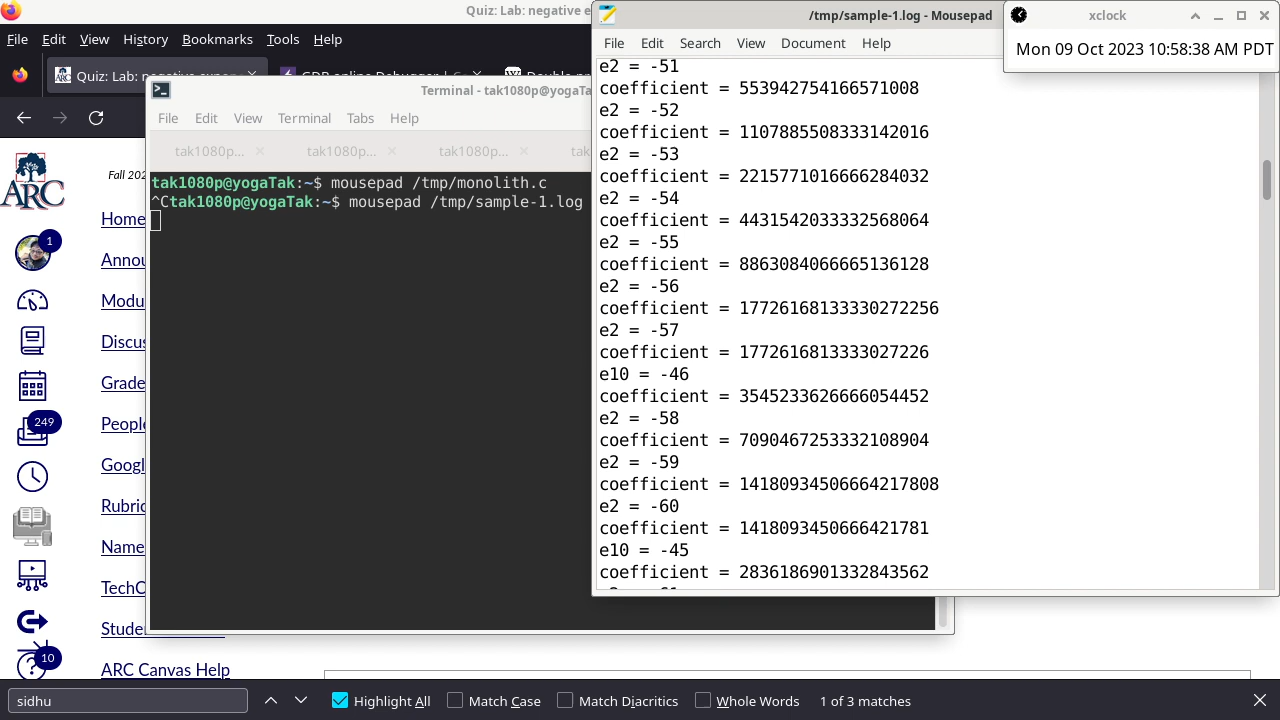 Quiz: Lab: negative e
File Edit View History Bookmarks Tools Help
Quiz: Lab: negative expon
GDB online Debugger | C
Double-p
ARC
Fall 202
Home
1
Annou
Modu
Discus
Grade
249
People
Googl
Rubric
Name
TechC
Studen
10
ARC Canvas Help
Terminal - tak1080p@yogaTa
File Edit View Terminal Tabs Help
tak1080p... tak1080p... tak1080p... tak
tak1080p@yogaTak:~$ mousepad /tmp/monolith.c
^Ctak1080p@yogaTak:~$ mousepad /tmp/sample-1.log
/tmp/sample-1.log - Mousepad
File Edit Search View Document Help
e2 = -51
coefficient = 553942754166571008
e2 = -52
coefficient = 1107885508333142016
e2 = -53
coefficient = 2215771016666284032
e2 = -54
coefficient = 4431542033332568064
e2 = -55
coefficient = 8863084066665136128
e2 = -56
coefficient = 17726168133330272256
e2 = -57
coefficient = 1772616813333027226
e10 = -46
coefficient = 3545233626666054452
e2 = -58
coefficient = 7090467253332108904
e2 = -59
coefficient = 14180934506664217808
e2 = -60
coefficient = 1418093450666421781
e10 = -45
coefficient = 2836186901332843562
xclock
Mon 09 Oct 2023 10:58:38 AM PDT
sidhu
Highlight All Match Case Match Diacritics Whole Words 1 of 3 matches